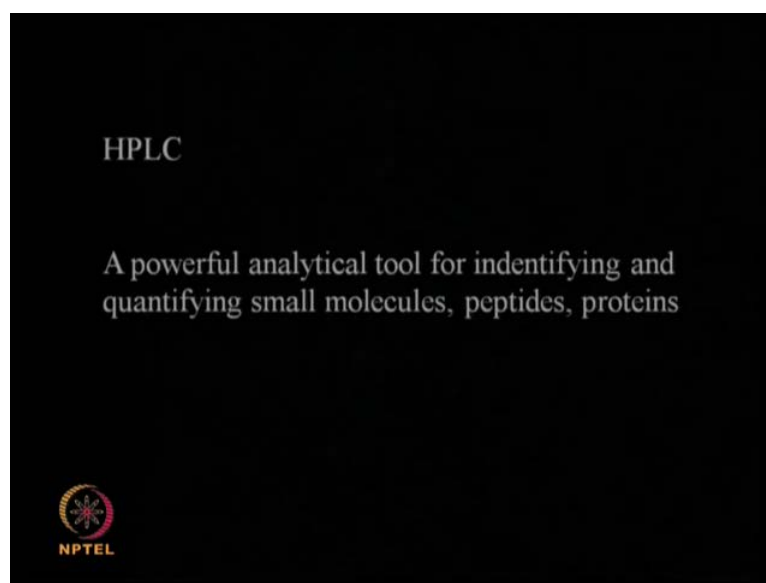 HPLC
A powerful analytical tool for indentifying and
quantifying small molecules, peptides, proteins
NPTEL